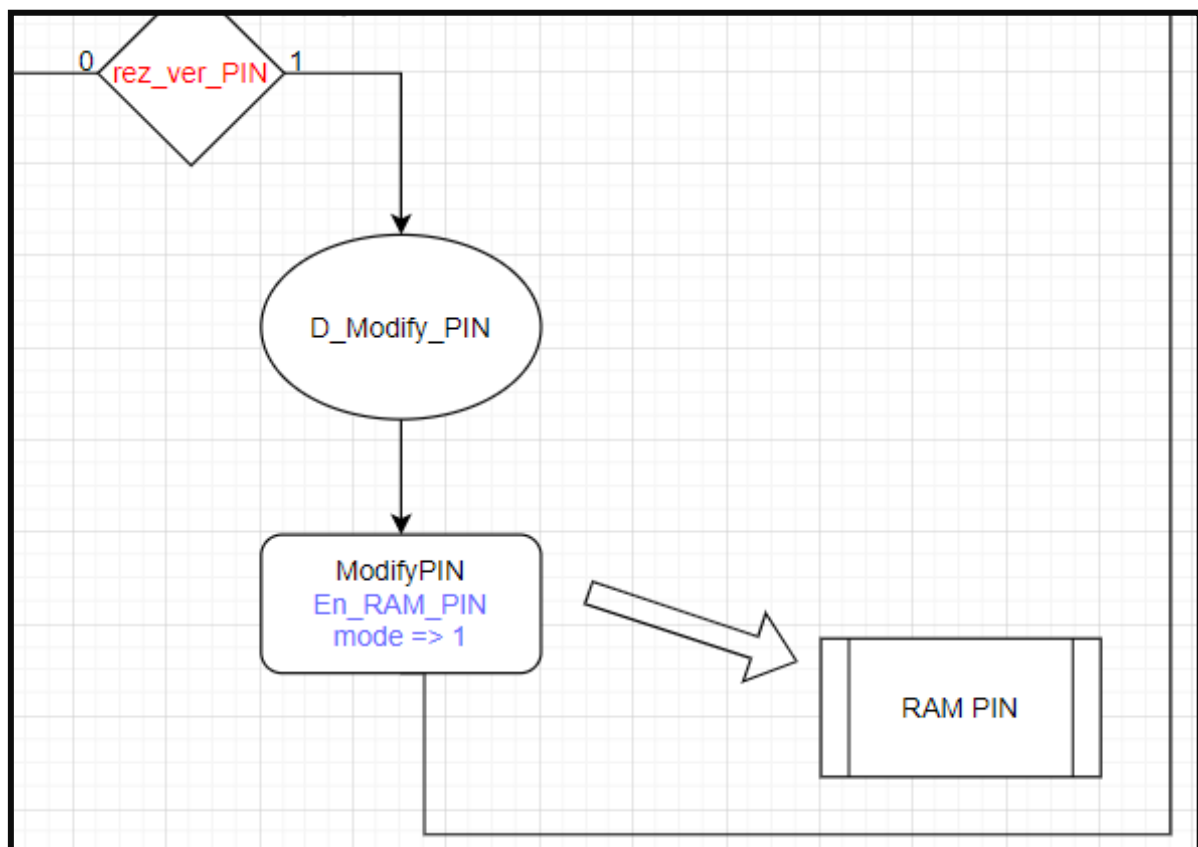 0
rez_ver_PIN
1
D_Modify_PIN
ModifyPIN
En_RAM_PIN
mode => 1
RAM PIN